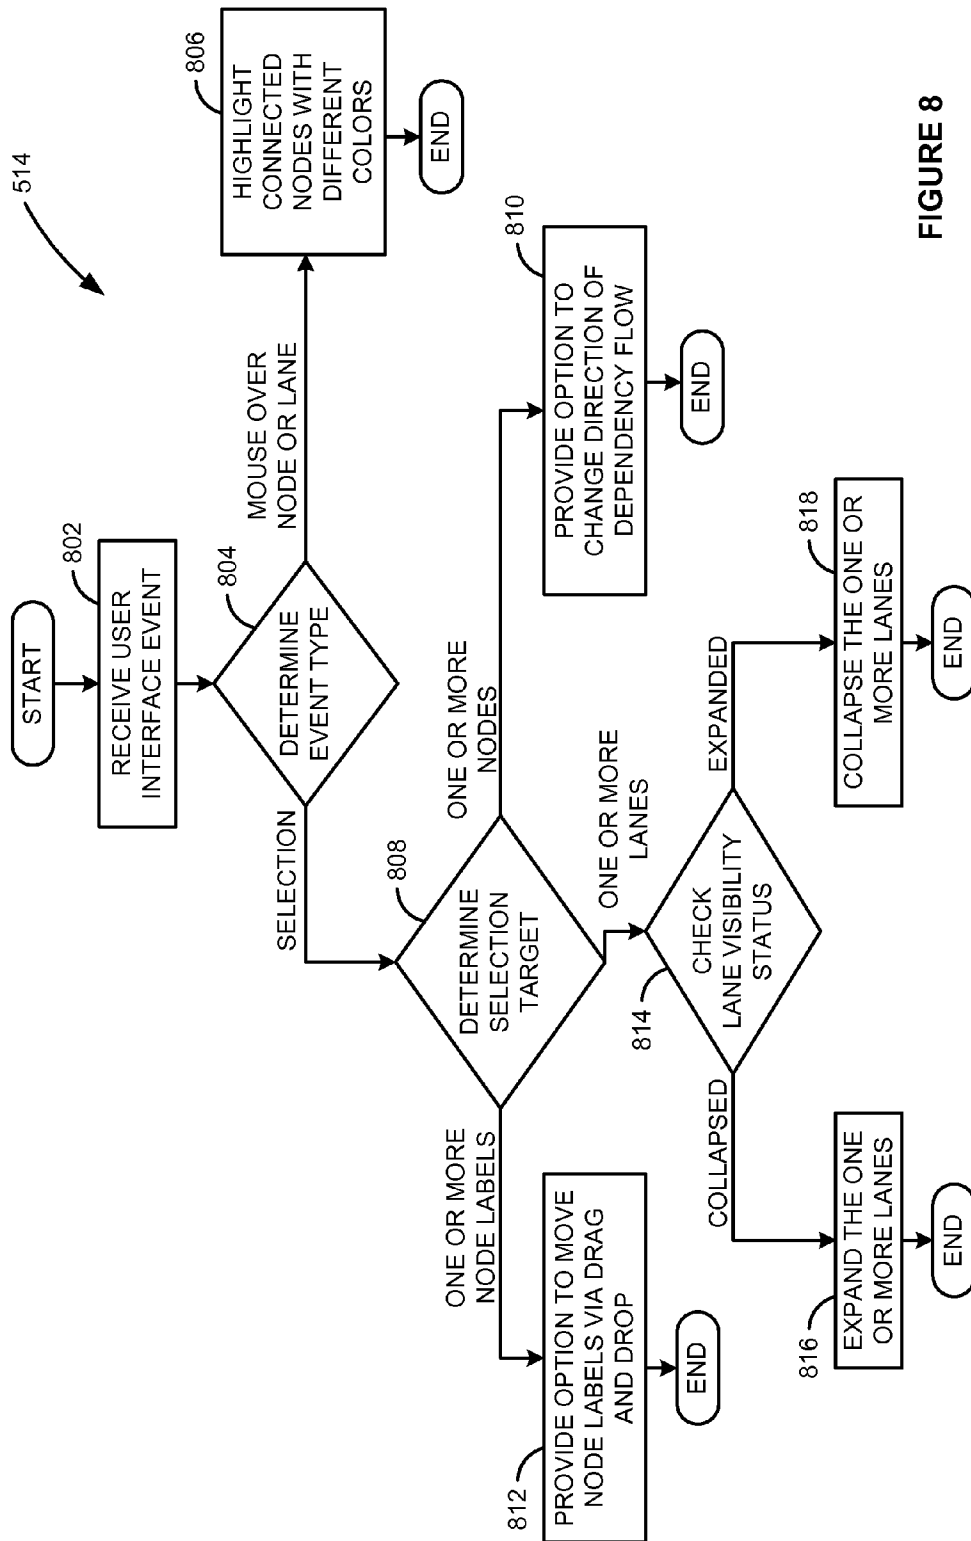 514
START
802
RECEIVE USER
INTERFACE EVENT
804
DETERMINE
EVENT TYPE
MOUSE OVER
NODE OR LANE
806
HIGHLIGHT
CONNECTED
NODES WITH
DIFFERENT
COLORS
END
SELECTION
808
DETERMINE
SELECTION
TARGET
ONE OR MORE
NODES
810
PROVIDE OPTION TO
CHANGE DIRECTION OF
DEPENDENCY FLOW
END
ONE OR MORE
NODE LABELS
812
PROVIDE OPTION TO MOVE
NODE LABELS VIA DRAG
AND DROP
END
ONE OR MORE
LANES
814
CHECK
LANE VISIBILITY
STATUS
COLLAPSED
816
EXPAND THE ONE
OR MORE LANES
END
EXPANDED
818
COLLAPSE THE ONE OR
MORE LANES
END
FIGURE 8